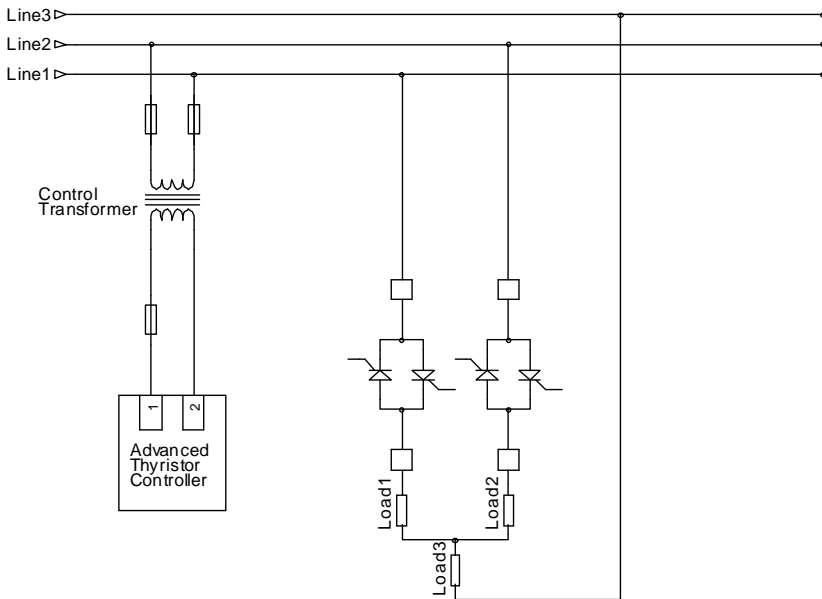 Line3
Line2
Line1
Control
Transformer
1
2
Advanced
Thyristor
Controller
Load1
Load2
Load3